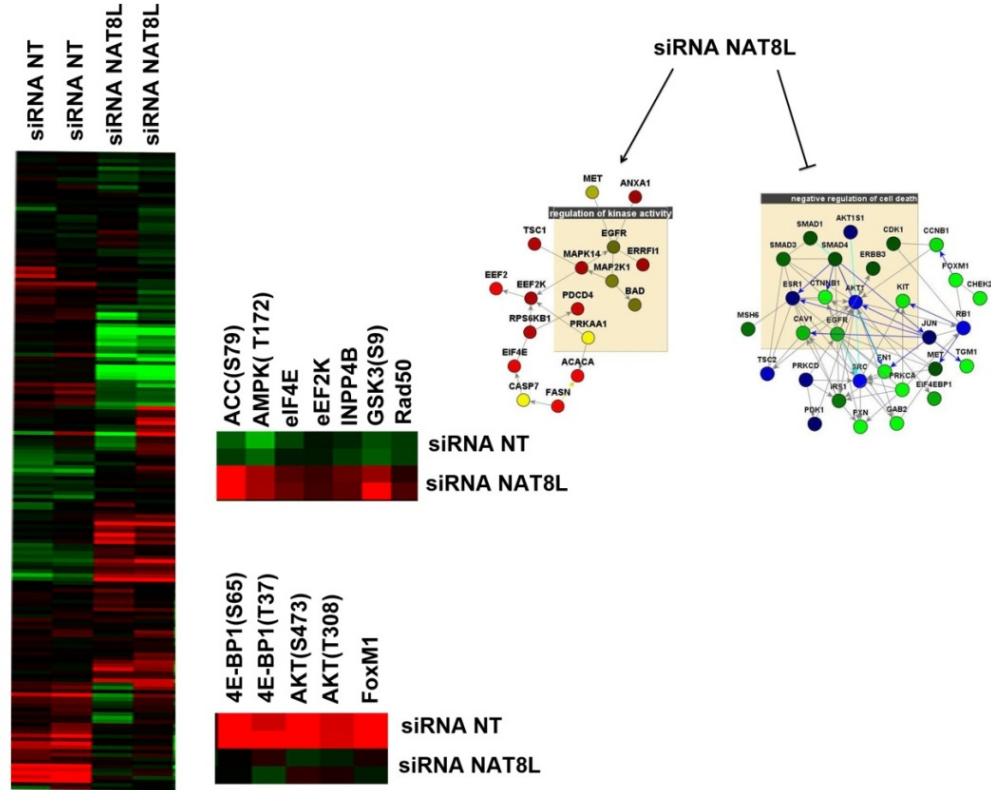 siRNA NT
siRNA NT
siRNA NAT8L
siRNA NAT8L
ACC(S79)
AMPK( T172)
eIF4E
eEF2K
INPP4B
GSK3(S9)
Rad50
siRNA NT
siRNA NAT8L
4E-BP1(S65)
4E-BP1(T37)
AKT(S473)
AKT(T308)
FoxM1
siRNA NT
siRNA NAT8L
siRNA NAT8L
MET
ANXA1
regulation of kinase activity
TSC1
EGFR
MAPK14
ERRFI1
MAP2K1
EEF2
EEF2K
PDCD4
BAD
RPS6KB1
PRKAA1
EIF4E
ACACA
CASP7
FASN
negative regulation of cell death
SMAD1
AKT1S1
CDK1
CCNB1
SMAD3
SMAD4
ERBB3
FOXM1
ESR1
CTNNB1
AKT1
KIT
CHEK2
MSH6
CAV1
EGFR
JUN
RB1
TSC2
PRKCD
SRC
FN1
MET
TGM1
IRS1
PRKCA
EIF4EBP1
PDK1
PXN
GAB2